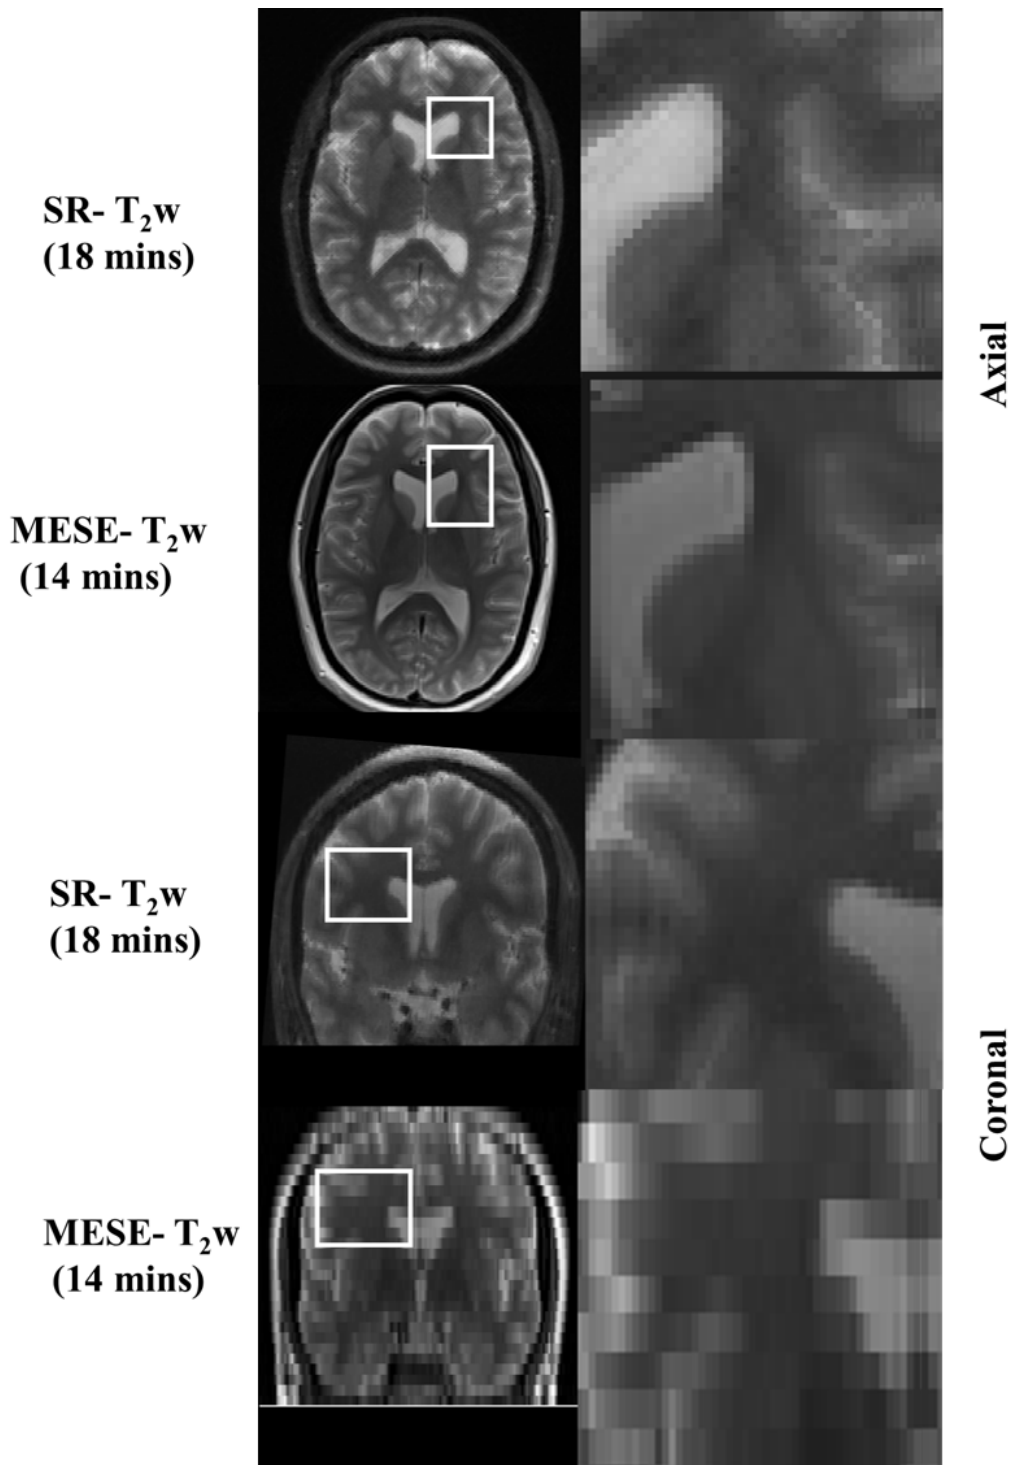 SR- T₂w
(18 mins)
Axial
MESE- T₂w
(14 mins)
SR- T₂w
(18 mins)
Coronal
MESE- T₂w
(14 mins)